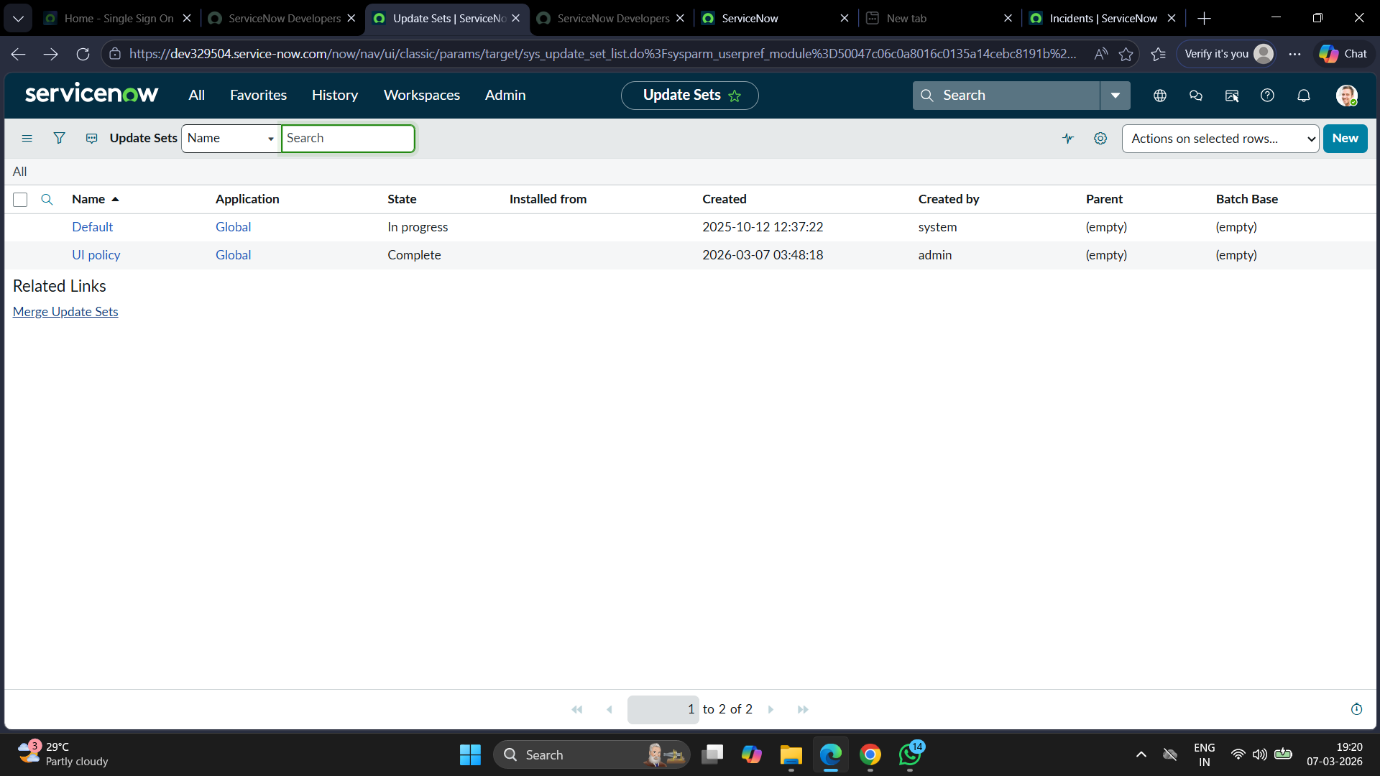 Home - Single Sign On
ServiceNow Developers
Update Sets | ServiceNo
ServiceNow Developers
ServiceNow
New tab
Incidents | ServiceNow
https://dev329504.service-now.com/now/nav/ui/classic/params/target/sys_update_set_list.do%3Fsysparm_userpref_module%3D50047c06c0a8016c0135a14cebc8191b%2...
Verify it's you
Chat
servicenow All Favorites History Workspaces Admin
Update Sets
Search
Update Sets Name Search
Actions on selected rows... New
All
Name Application State Installed from Created Created by Parent Batch Base
Default Global In progress 2025-10-12 12:37:22 system (empty) (empty)
UI policy Global Complete 2026-03-07 03:48:18 admin (empty) (empty)
Related Links
Merge Update Sets
1 to 2 of 2
3
29°C
Partly cloudy
Search
14
ENG
IN
19:20
07-03-2026